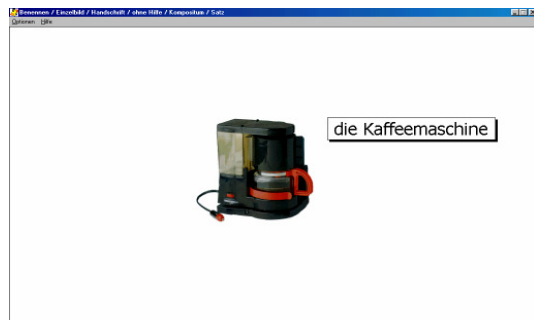 Benennen / Einzelbild / Handschrift / ohne Hilfe / Kompositum / Satz
Optionen Hilfe
die Kaffeemaschine